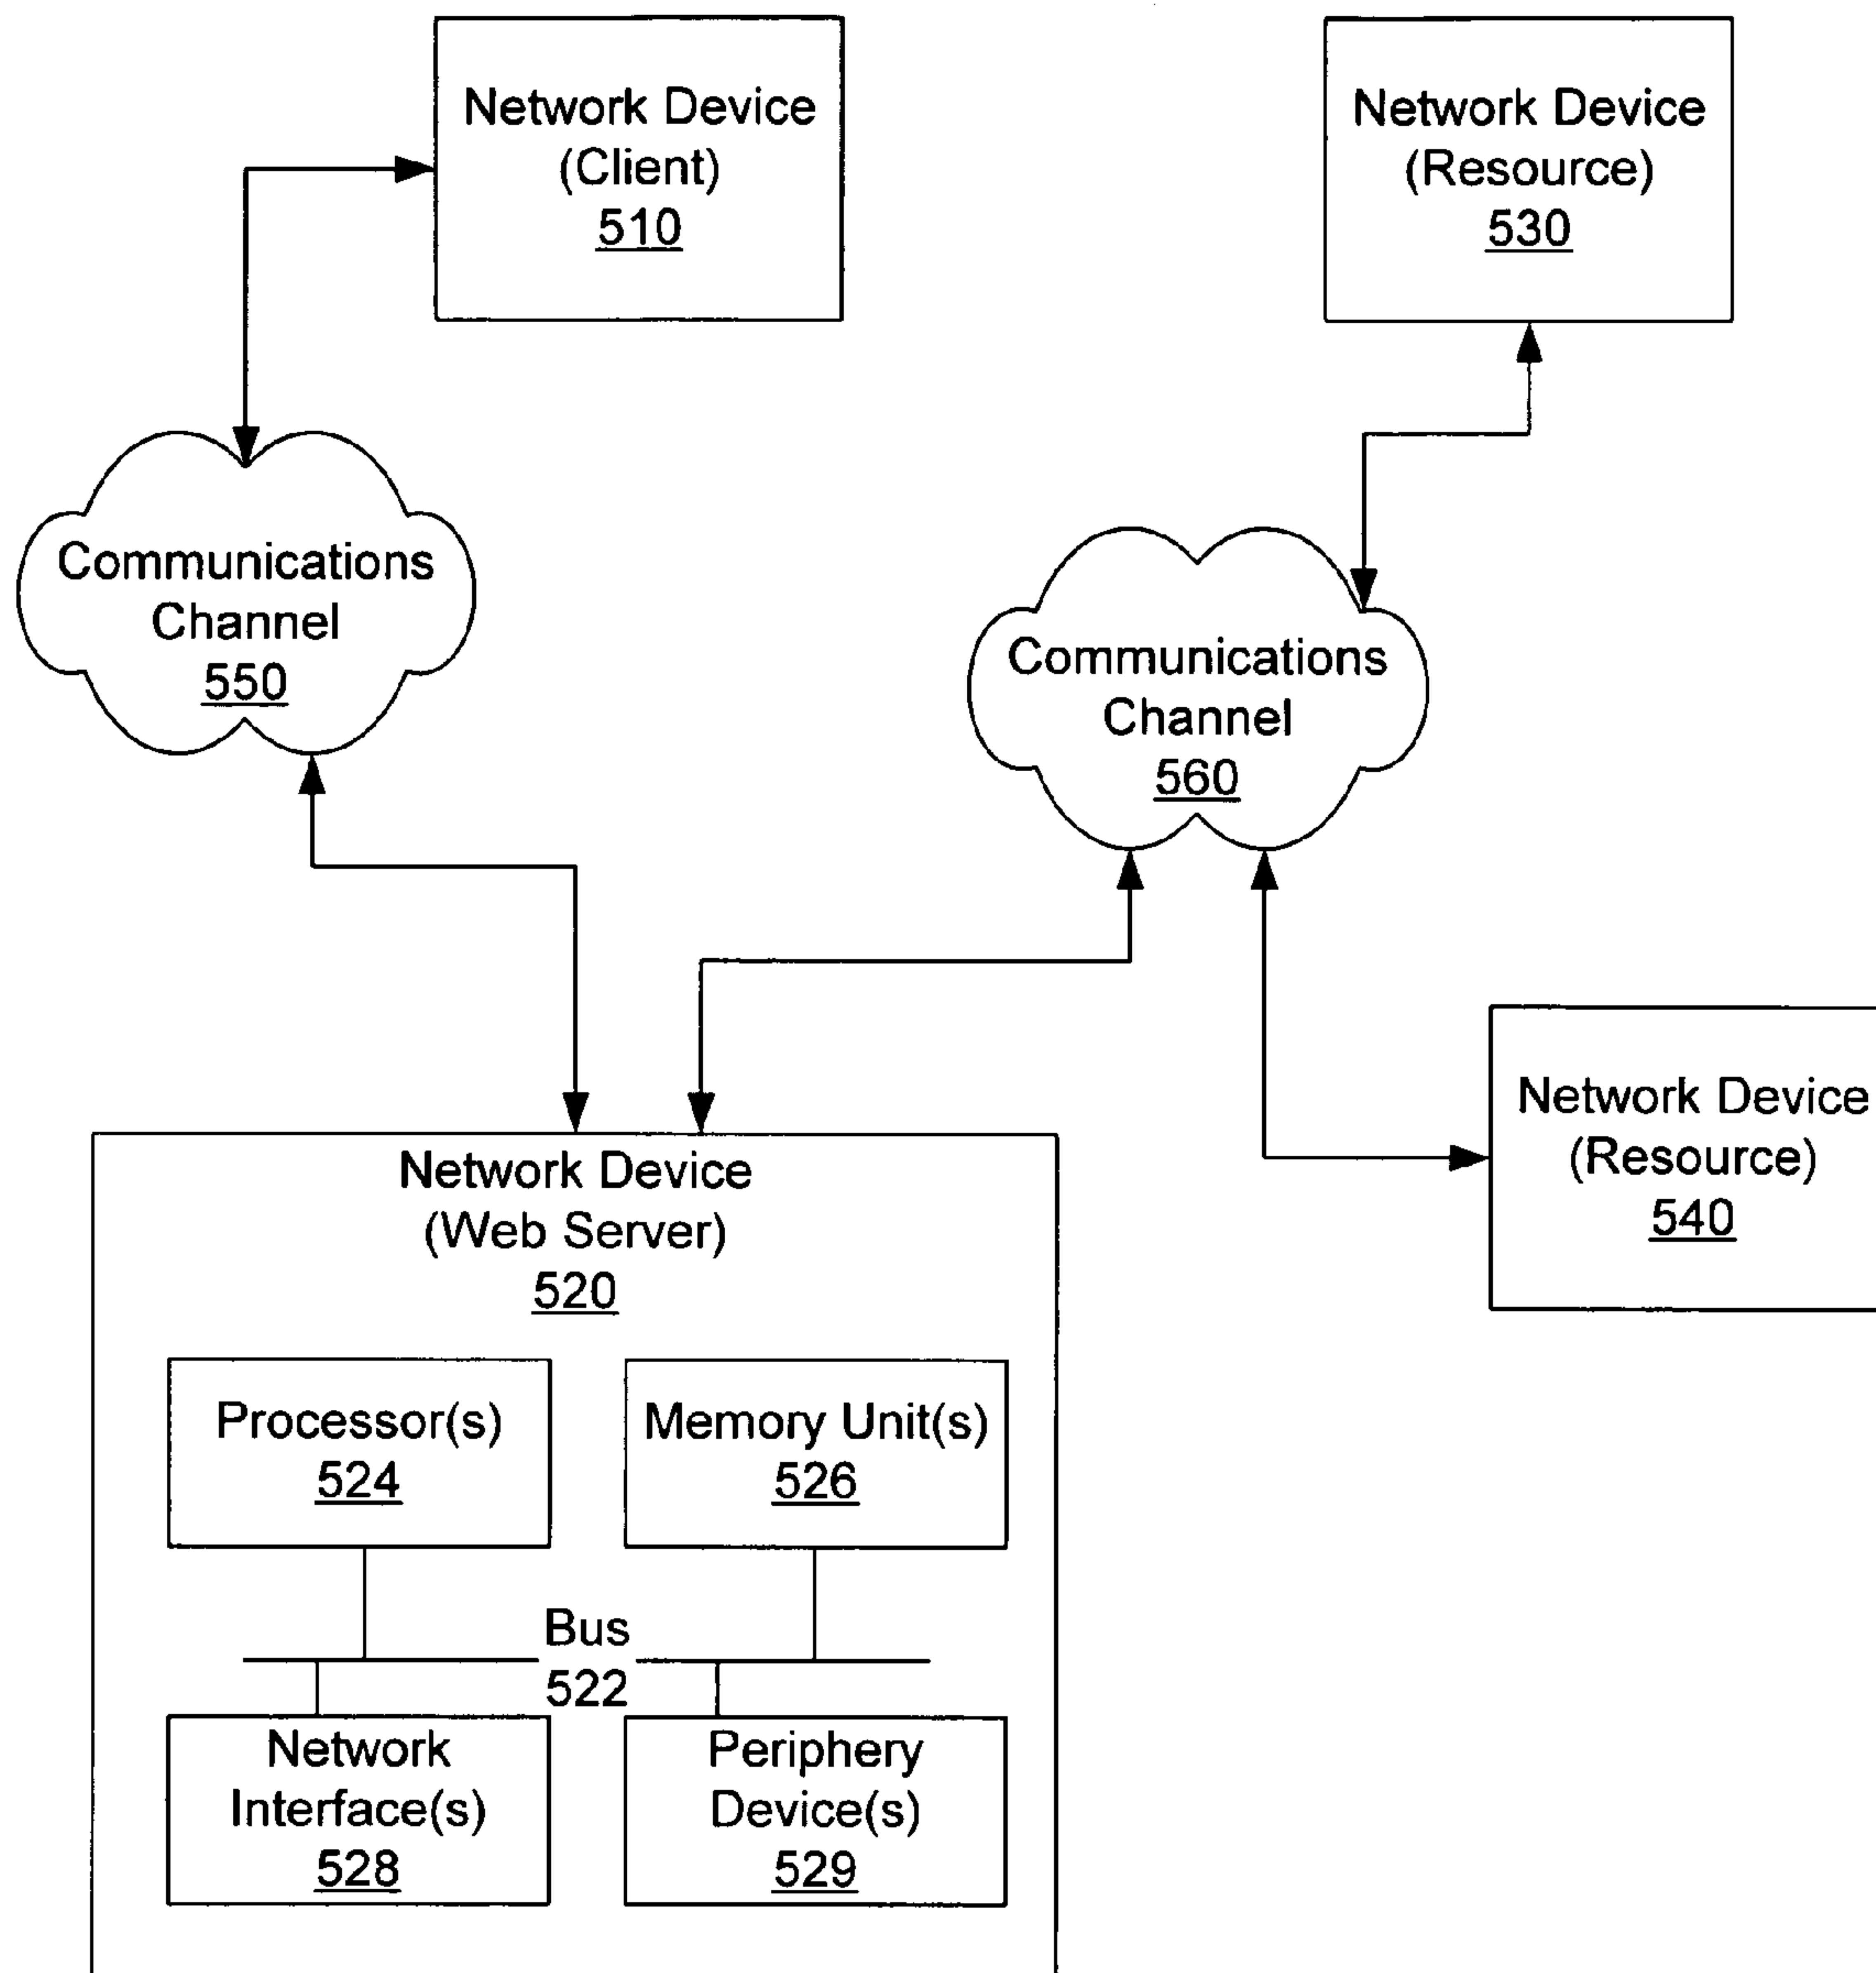 Network Device
(Client)
510
Network Device
(Resource)
530
Communications
Channel
550
Communications
Channel
560
Network Device
(Resource)
540
Network Device
(Web Server)
520
Processor(s)
524
Memory Unit(s)
526
Bus
522
Network
Interface(s)
528
Periphery
Device(s)
529